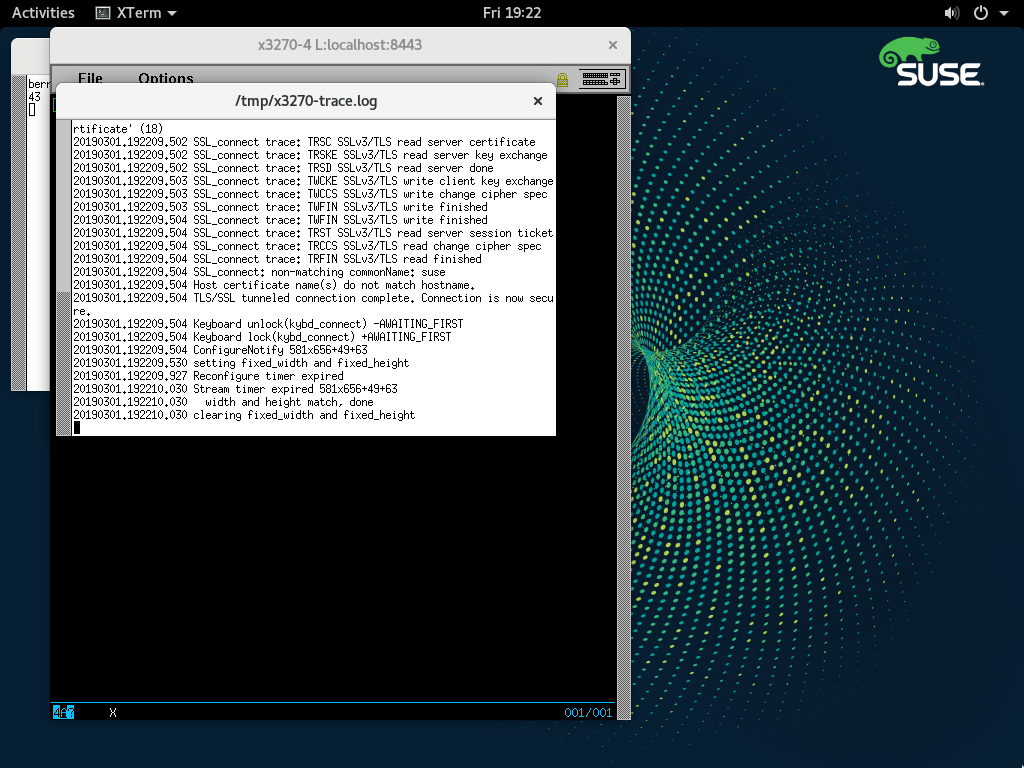 Activities XTerm Fri 19:22
SUSE
x3270-4 L:localhost:8443
File Options
43
/tmp/x3270-trace.log
rtificate' (18)
20190301.192209.502 SSL_connect trace: TRSC SSLv3/TLS read server certificate
20190301.192209.502 SSL_connect trace: TRSKE SSLv3/TLS read server key exchange
20190301.192209.502 SSL_connect trace: TRSD SSLv3/TLS read server done
20190301.192209.503 SSL_connect trace: TWCKE SSLv3/TLS write client key exchange
20190301.192209.503 SSL_connect trace: TWCCS SSLv3/TLS write change cipher spec
20190301.192209.503 SSL_connect trace: TWFIN SSLv3/TLS write finished
20190301.192209.504 SSL_connect trace: TWFIN SSLv3/TLS write finished
20190301.192209.504 SSL_connect trace: TRST SSLv3/TLS read server session ticket
20190301.192209.504 SSL_connect trace: TRCCS SSLv3/TLS read change cipher spec
20190301.192209.504 SSL_connect trace: TRFIN SSLv3/TLS read finished
20190301.192209.504 SSL_connect: non-matching commonName: suse
20190301.192209.504 Host certificate name(s) do not match hostname.
20190301.192209.504 TLS/SSL tunneled connection complete. Connection is now secu
re.
20190301.192209.504 Keyboard unlock(kybd_connect) -AWAITING_FIRST
20190301.192209.504 Keyboard lock(kybd_connect) +AWAITING_FIRST
20190301.192209.504 ConfigureNotify 581x656+49+63
20190301.192209.530 setting fixed_width and fixed_height
20190301.192209.927 Reconfigure timer expired
20190301.192210.030 Stream timer expired 581x656+49+63
20190301.192210.030   width and height match, done
20190301.192210.030 clearing fixed_width and fixed_height
X 001/001